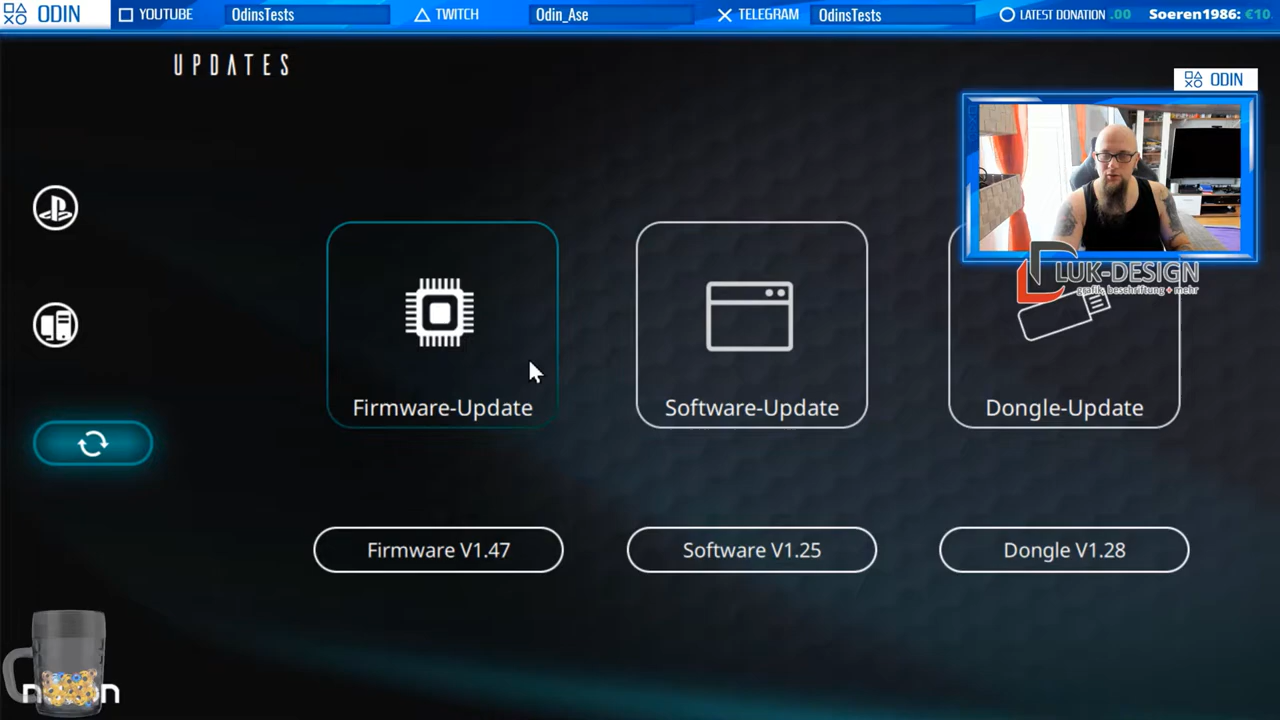 ODIN YOUTUBE OdinsTests TWITCH Odin_Ase TELEGRAM OdinsTests LATEST DONATION .00 Soeren1986: €10
UPDATES
ODIN
LUK-DESIGN
grafik, beschriftung + mehr
Firmware-Update
Software-Update
Dongle-Update
Firmware V1.47
Software V1.25
Dongle V1.28